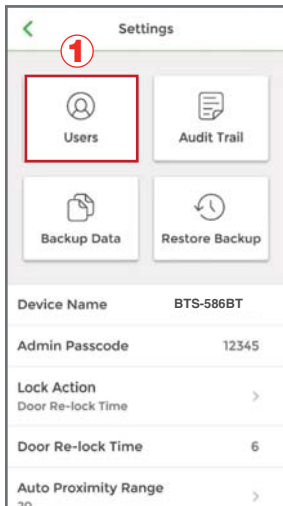 Settings
1
Users
Audit Trail
Backup Data
Restore Backup
Device Name BTS-586BT
Admin Passcode 12345
Lock Action
Door Re-lock Time
Door Re-lock Time 6
Auto Proximity Range